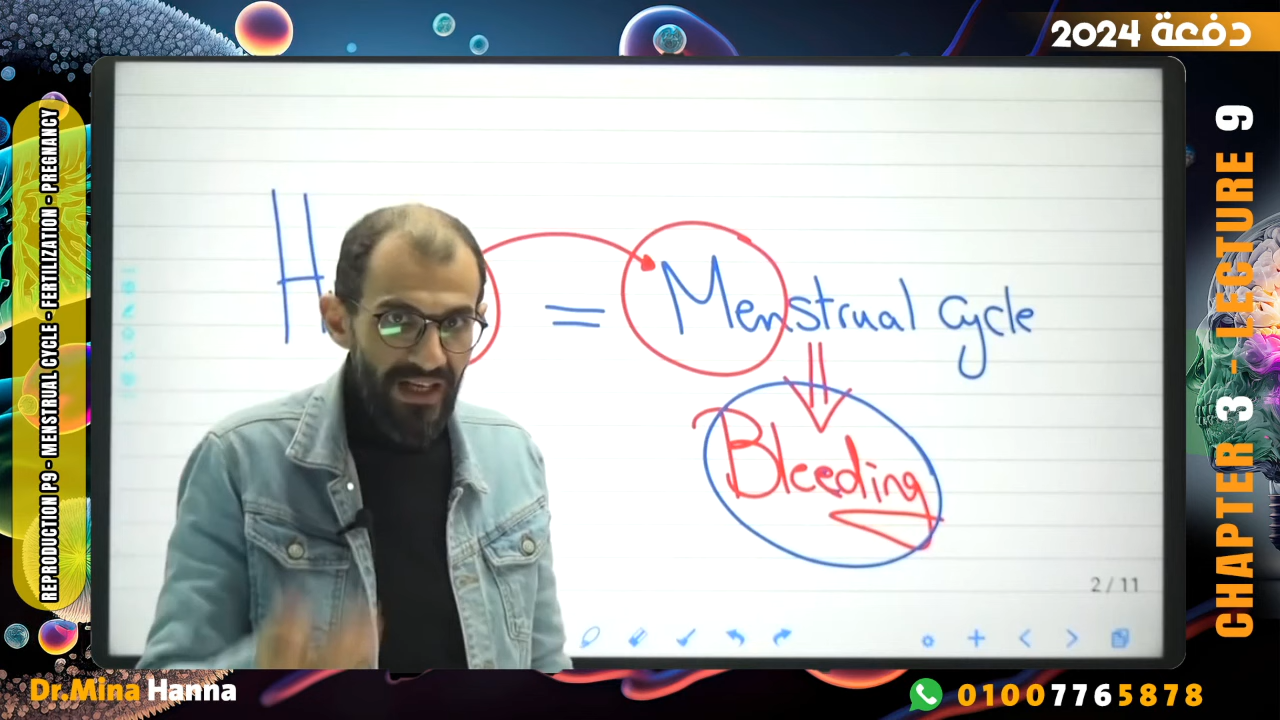 دفعة 2024
REPRODUCTION P9 - MENSTRUAL CYCLE - FERTILIZATION - PREGNANCY
CHAPTER 3 - LECTURE 9
H
= Menstrual Cycle
Bleeding
2 / 11
Dr.Mina Hanna
01007765878